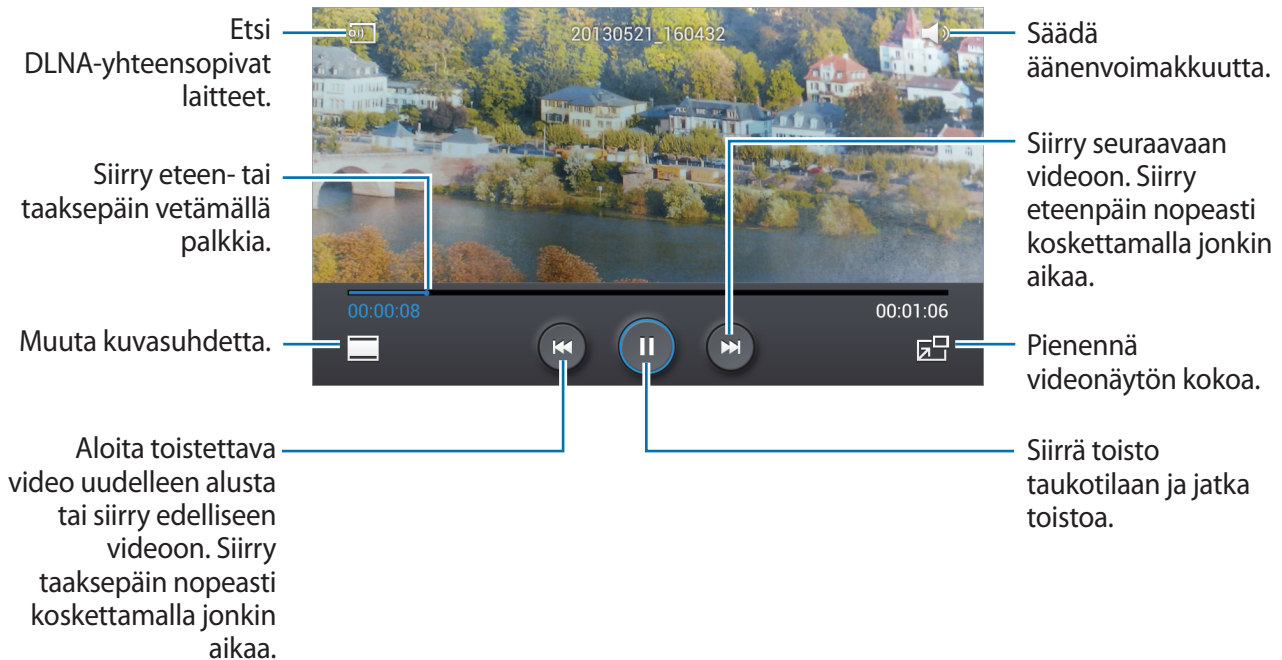 Etsi
DLNA-yhteensopivat
laitteet.
Siirry eteen- tai
taaksepäin vetämällä
palkkia.
Muuta kuvasuhdetta.
Aloita toistettava
video uudelleen alusta
tai siirry edelliseen
videoon. Siirry
taaksepäin nopeasti
koskettamalla jonkin
aikaa.
20130521_160432
00:00:08
00:01:06
Säädä
äänenvoimakkuutta.
Siirry seuraavaan
videoon. Siirry
eteenpäin nopeasti
koskettamalla jonkin
aikaa.
Pienennä
videonäytön kokoa.
Siirrä toisto
taukotilaan ja jatka
toistoa.